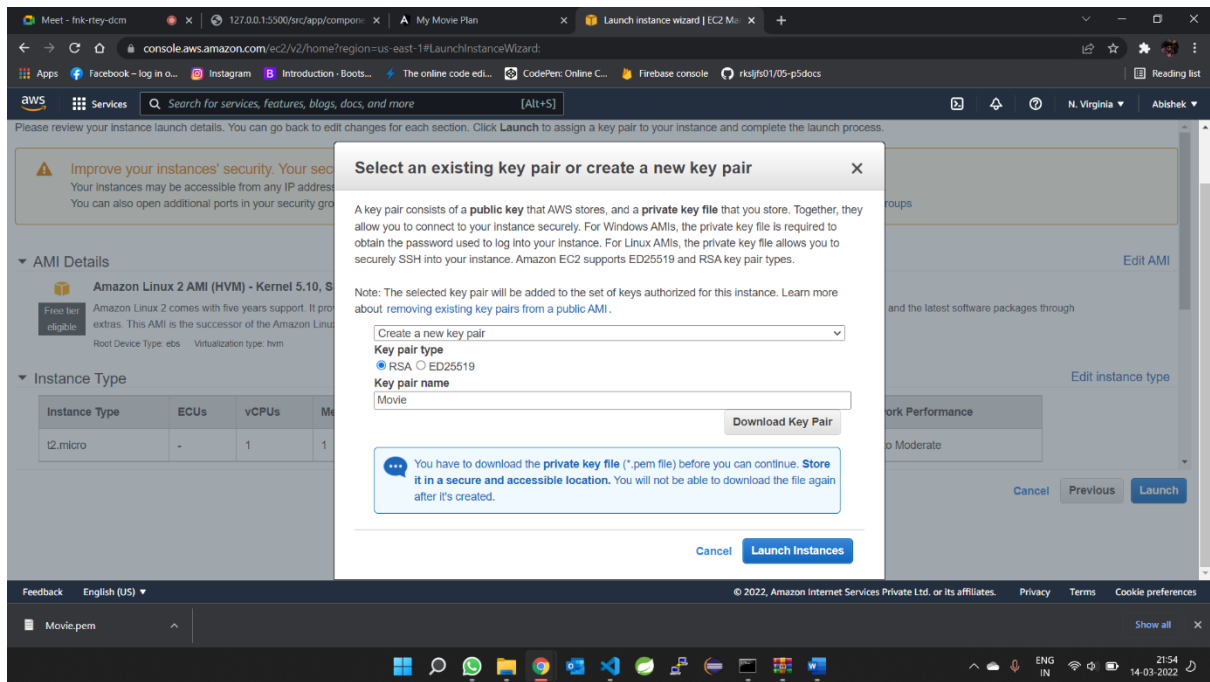 Meet - fnk-rtey-dcm
127.0.0.1:5500/src/app/compone
My Movie Plan
Launch instance wizard | EC2 Ma
console.aws.amazon.com/ec2/v2/home?region=us-east-1#LaunchInstanceWizard:
Apps Facebook – log in o... Instagram Introduction · Boots... The online code edi... CodePen: Online C... Firebase console rksljfs01/05-p5docs Reading list
aws Services Search for services, features, blogs, docs, and more [Alt+S] N. Virginia Abishek
Please review your instance launch details. You can go back to edit changes for each section. Click Launch to assign a key pair to your instance and complete the launch process.
Improve your instances' security. Your sec
Your instances may be accessible from any IP address
You can also open additional ports in your security gro
roups
AMI Details
Edit AMI
Amazon Linux 2 AMI (HVM) - Kernel 5.10, S
Free tier eligible
Amazon Linux 2 comes with five years support. It pro
and the latest software packages through
extras. This AMI is the successor of the Amazon Linu
Root Device Type: ebs Virtualization type: hvm
Instance Type
Edit instance type
Instance Type ECUs vCPUs Me
ork Performance
t2.micro - 1 1
o Moderate
Cancel Previous Launch
Select an existing key pair or create a new key pair
A key pair consists of a public key that AWS stores, and a private key file that you store. Together, they
allow you to connect to your instance securely. For Windows AMIs, the private key file is required to
obtain the password used to log into your instance. For Linux AMIs, the private key file allows you to
securely SSH into your instance. Amazon EC2 supports ED25519 and RSA key pair types.
Note: The selected key pair will be added to the set of keys authorized for this instance. Learn more
about removing existing key pairs from a public AMI.
Create a new key pair
Key pair type
RSA ED25519
Key pair name
Movie
Download Key Pair
You have to download the private key file (*.pem file) before you can continue. Store
it in a secure and accessible location. You will not be able to download the file again
after it's created.
Cancel Launch Instances
Feedback English (US) © 2022, Amazon Internet Services Private Ltd. or its affiliates. Privacy Terms Cookie preferences
Movie.pem Show all
ENG
IN
21:54
14-03-2022